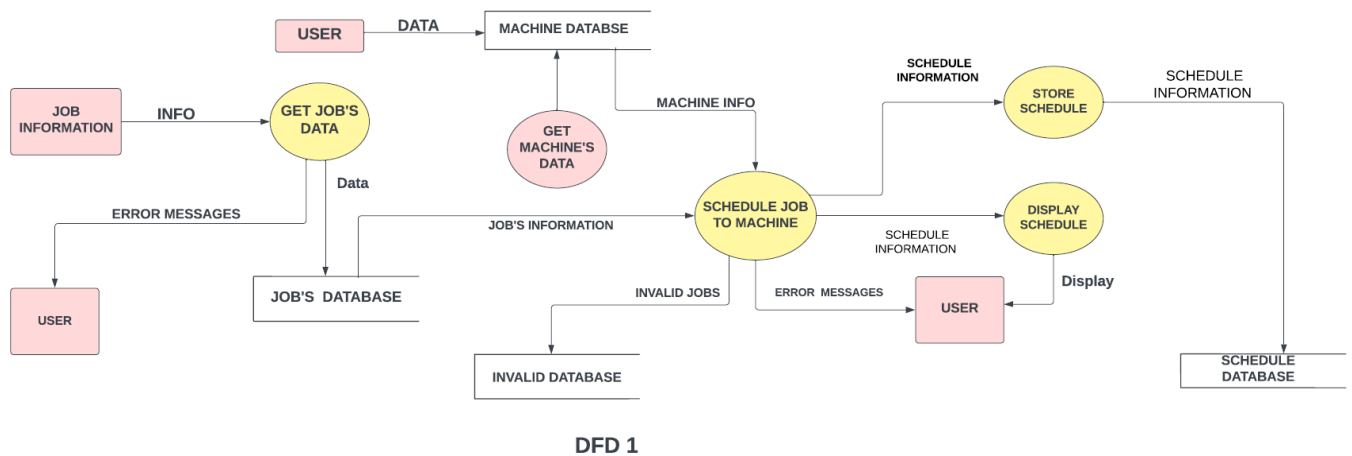 USER
DATA
MACHINE DATABSE
SCHEDULE
INFORMATION
SCHEDULE
INFORMATION
STORE
SCHEDULE
JOB
INFORMATION
INFO
GET JOB'S
DATA
MACHINE INFO
GET
MACHINE'S
DATA
Data
ERROR MESSAGES
JOB'S INFORMATION
SCHEDULE JOB
TO MACHINE
DISPLAY
SCHEDULE
SCHEDULE
INFORMATION
Display
JOB'S DATABASE
INVALID JOBS
ERROR MESSAGES
USER
USER
INVALID DATABASE
SCHEDULE
DATABASE
DFD 1